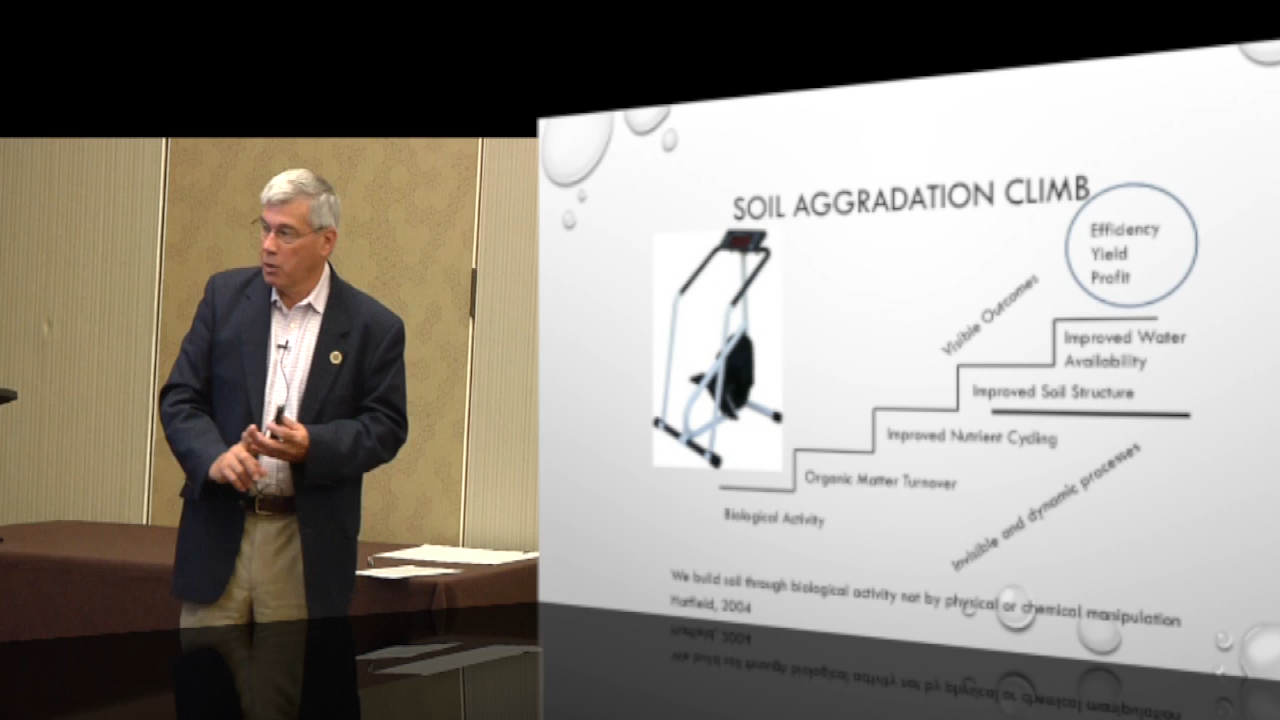 SOIL AGGRADATION CLIMB
Efficiency
Yield
Profit
Visible Outcomes
Improved Water
Availability
Improved Soil Structure
Improved Nutrient Cycling
Organic Matter Turnover
Biological Activity
Invisible and dynamic processes
We build soil through biological activity not by physical or chemical manipulation
Hatfield, 2004